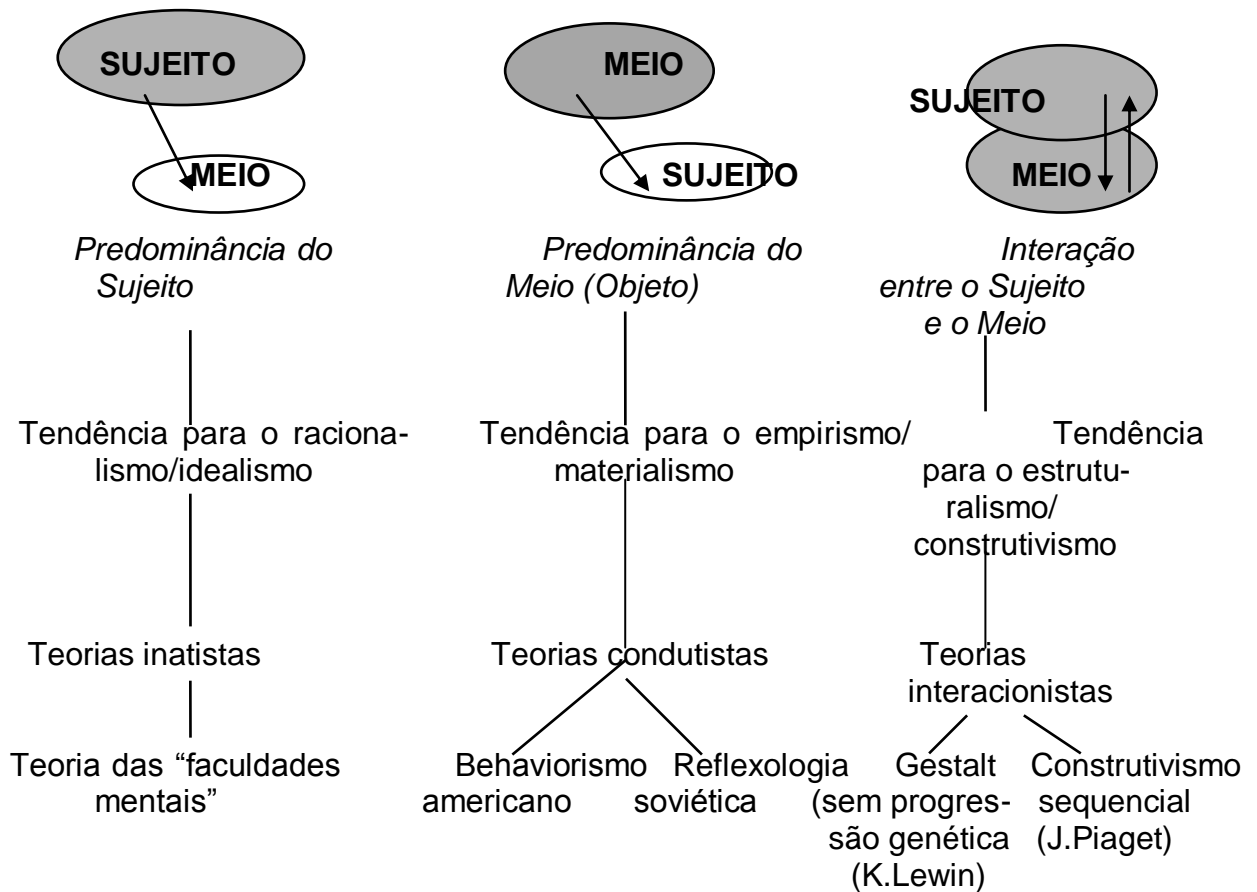 SUJEITO
MEIO
Predominância do
Sujeito
Tendência para o raciona-
lismo/idealismo
Teorias inatistas
Teoria das “faculdades
mentais”
MEIO
SUJEITO
Predominância do
Meio (Objeto)
Tendência para o empirismo/
materialismo
Teorias condutistas
Behaviorismo
americano
Reflexologia
soviética
SUJEITO
MEIO
Interação
entre o Sujeito
e o Meio
Tendência
para o estrutu-
ralismo/
construtivismo
Teorias
interacionistas
Gestalt
(sem progres-
são genética
(K.Lewin)
Construtivismo
sequencial
(J.Piaget)